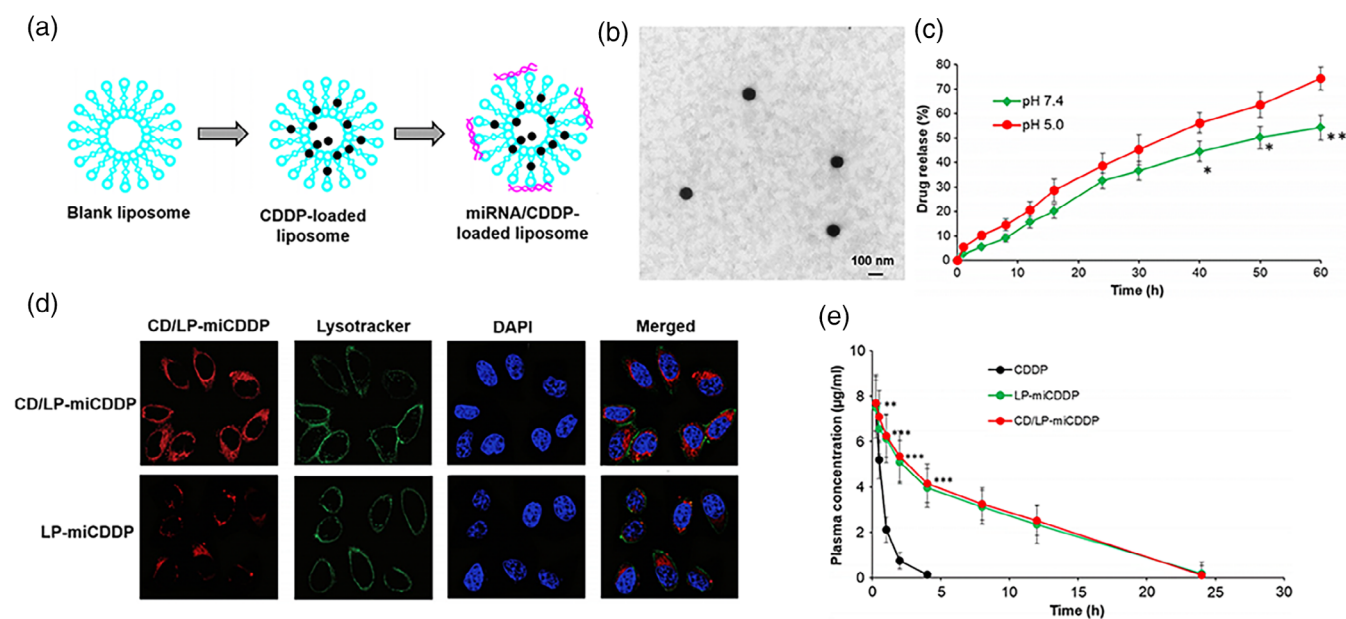 (a)
Blank liposome
CDDP-loaded
liposome
miRNA/CDDP-
loaded liposome
(b)
100 nm
(c)
Drug reelase (%)
80
70
60
50
40
30
20
10
0
pH 7.4
pH 5.0
*
*
**
0
10
20
30
40
50
60
Time (h)
(d)
CD/LP-miCDDP
Lysotracker
DAPI
Merged
CD/LP-miCDDP
LP-miCDDP
(e)
Plasma concentration (µg/ml)
10
8
6
4
2
0
CDDP
LP-miCDDP
CD/LP-miCDDP
**
***
***
***
0
5
10
15
20
25
30
Time (h)